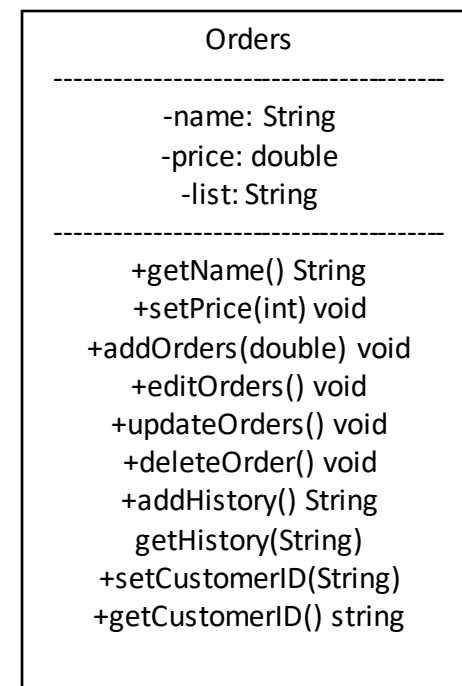 Orders
---------------------------------------
-name: String
-price: double
-list: String
---------------------------------------
+getName() String
+setPrice(int) void
+addOrders(double) void
+editOrders() void
+updateOrders() void
+deleteOrder() void
+addHistory() String
getHistory(String)
+setCustomerID(String)
+getCustomerID() string